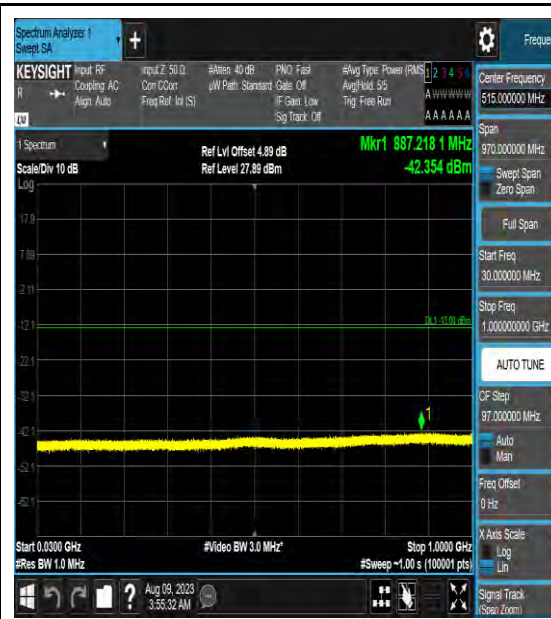 Spectrum Analyzer 1
Swept SA
+
Freque
KEYSIGHT
R
Input: RF
Coupling: AC
Align: Auto
Input Z: 50 Ω
Corr CCorr
Freq Ref: Int (S)
#Atten: 40 dB
µW Path: Standard
PNO: Fast
Gate: Off
IF Gain: Low
Sig Track: Off
#Avg Type: Power (RMS
Avg|Hold: 5/5
Trig: Free Run
1 2 3 4 5 6
A W W W W W
A A A A A A
1 Spectrum
Scale/Div 10 dB
Log
Ref Lvl Offset 4.89 dB
Ref Level 27.89 dBm
Mkr1 887.218 1 MHz
-42.354 dBm
17.9
7.89
-2.11
-12.1
-22.1
-32.1
-42.1
-52.1
-62.1
DL1 -13.00 dBm
1
Start 0.0300 GHz
#Res BW 1.0 MHz
#Video BW 3.0 MHz*
Stop 1.0000 GHz
#Sweep ~1.00 s (100001 pts)
Center Frequency
515.000000 MHz
Span
970.000000 MHz
Swept Span
Zero Span
Full Span
Start Freq
30.000000 MHz
Stop Freq
1.000000000 GHz
AUTO TUNE
CF Step
97.000000 MHz
Auto
Man
Freq Offset
0 Hz
X Axis Scale
Log
Lin
Signal Track
(Span Zoom)
?
Aug 09, 2023
3:55:32 AM